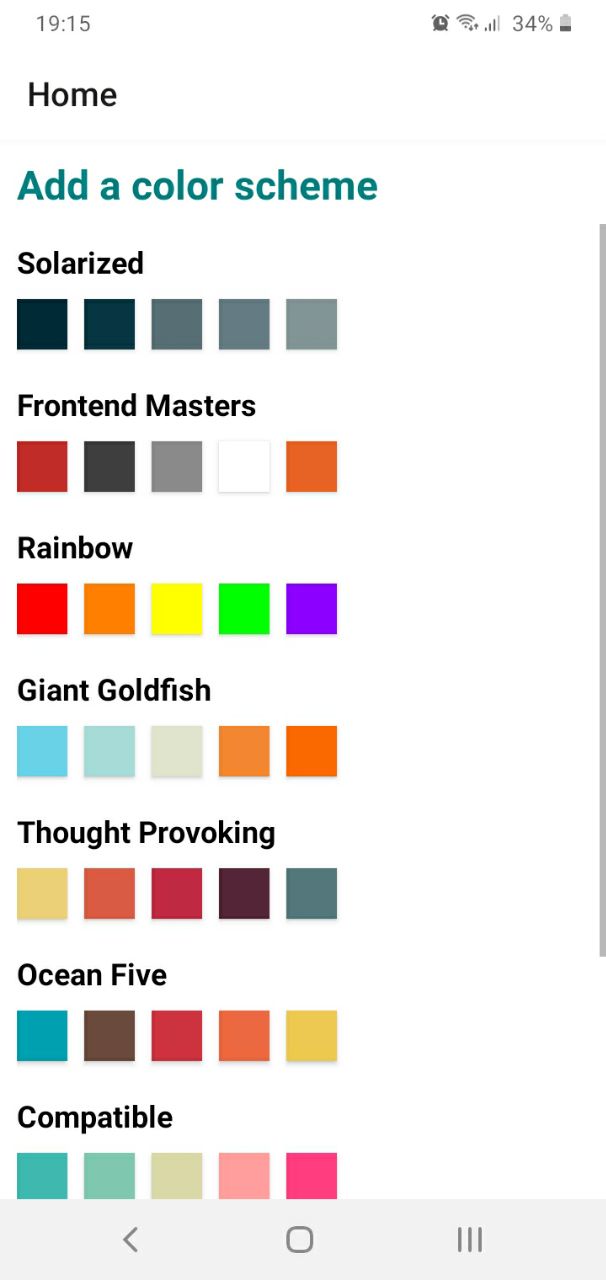 19:15
34%
Home
Add a color scheme
Solarized
Frontend Masters
Rainbow
Giant Goldfish
Thought Provoking
Ocean Five
Compatible